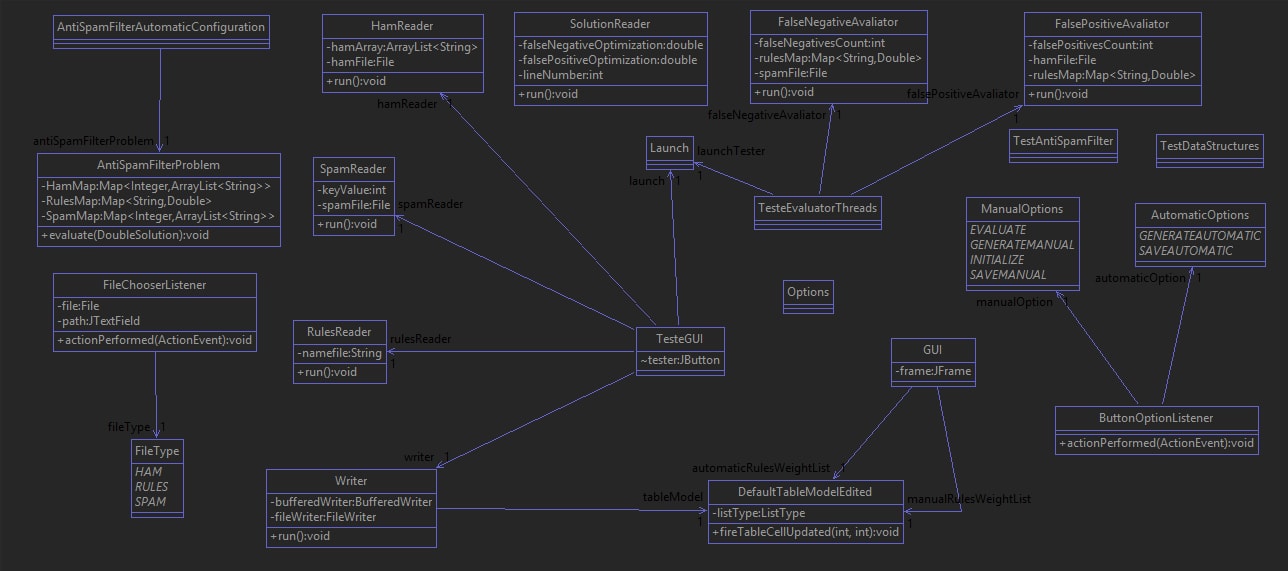 AntiSpamFilterAutomaticConfiguration
antiSpamFilterProblem 1
AntiSpamFilterProblem
-HamMap:Map<Integer,ArrayList<String>>
-RulesMap:Map<String,Double>
-SpamMap:Map<Integer,ArrayList<String>>
+evaluate(DoubleSolution):void
HamReader
-hamArray:ArrayList<String>
-hamFile:File
+run():void
hamReader 1
SolutionReader
-falseNegativeOptimization:double
-falsePositiveOptimization:double
-lineNumber:int
+run():void
FalseNegativeAvaliator
-falseNegativesCount:int
-rulesMap:Map<String,Double>
-spamFile:File
+run():void
falseNegativeAvaliator 1
FalsePositiveAvaliator
-falsePositivesCount:int
-hamFile:File
-rulesMap:Map<String,Double>
+run():void
falsePositiveAvaliator
1
TestAntiSpamFilter
TestDataStructures
Launch
launchTester
1
launch 1
SpamReader
-keyValue:int
-spamFile:File
+run():void
spamReader
1
TesteEvaluatorThreads
ManualOptions
EVALUATE
GENERATEMANUAL
INITIALIZE
SAVEMANUAL
manualOption 1
AutomaticOptions
GENERATEAUTOMATIC
SAVEAUTOMATIC
automaticOption 1
FileChooserListener
-file:File
-path:JTextField
+actionPerformed(ActionEvent):void
Options
RulesReader
-namefile:String
+run():void
rulesReader
1
TesteGUI
~tester:JButton
GUI
-frame:JFrame
ButtonOptionListener
+actionPerformed(ActionEvent):void
fileType 1
FileType
HAM
RULES
SPAM
writer 1
Writer
-bufferedWriter:BufferedWriter
-fileWriter:FileWriter
+run():void
automaticRulesWeightList 1
tableModel
1
DefaultTableModelEdited
-listType:ListType
+fireTableCellUpdated(int, int):void
manualRulesWeightList
1